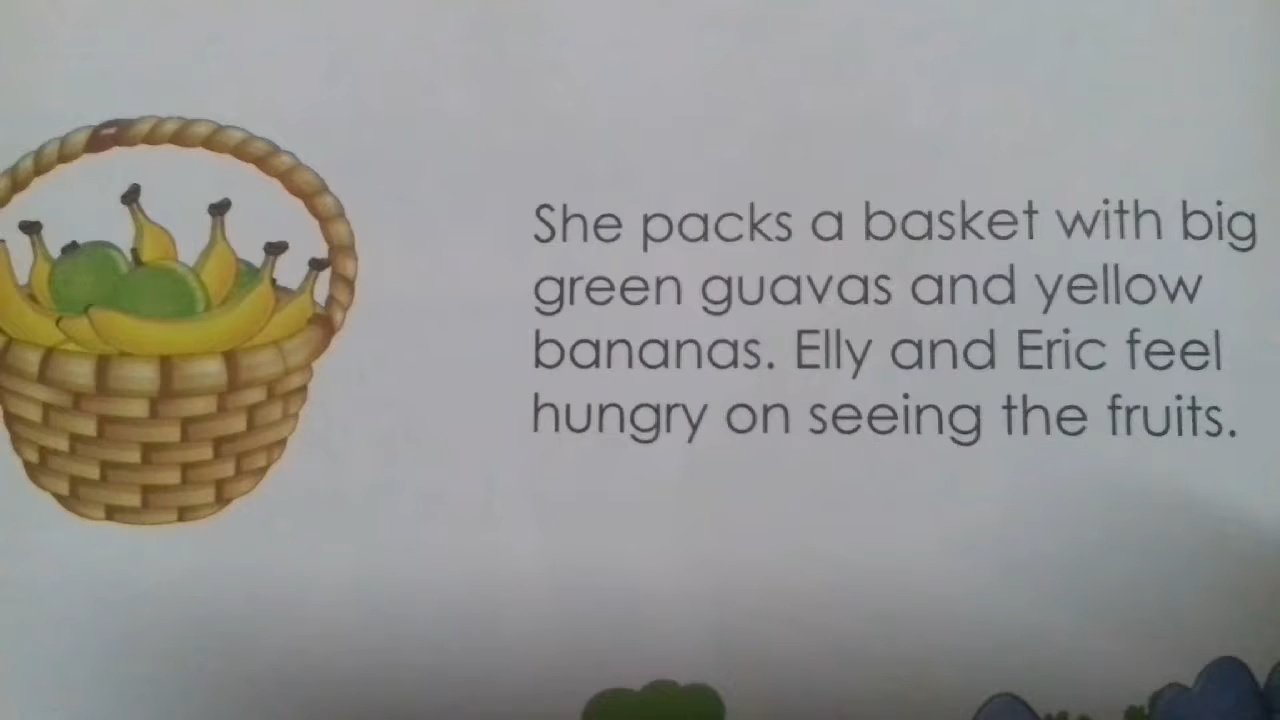 She packs a basket with big
green guavas and yellow
bananas. Elly and Eric feel
hungry on seeing the fruits.